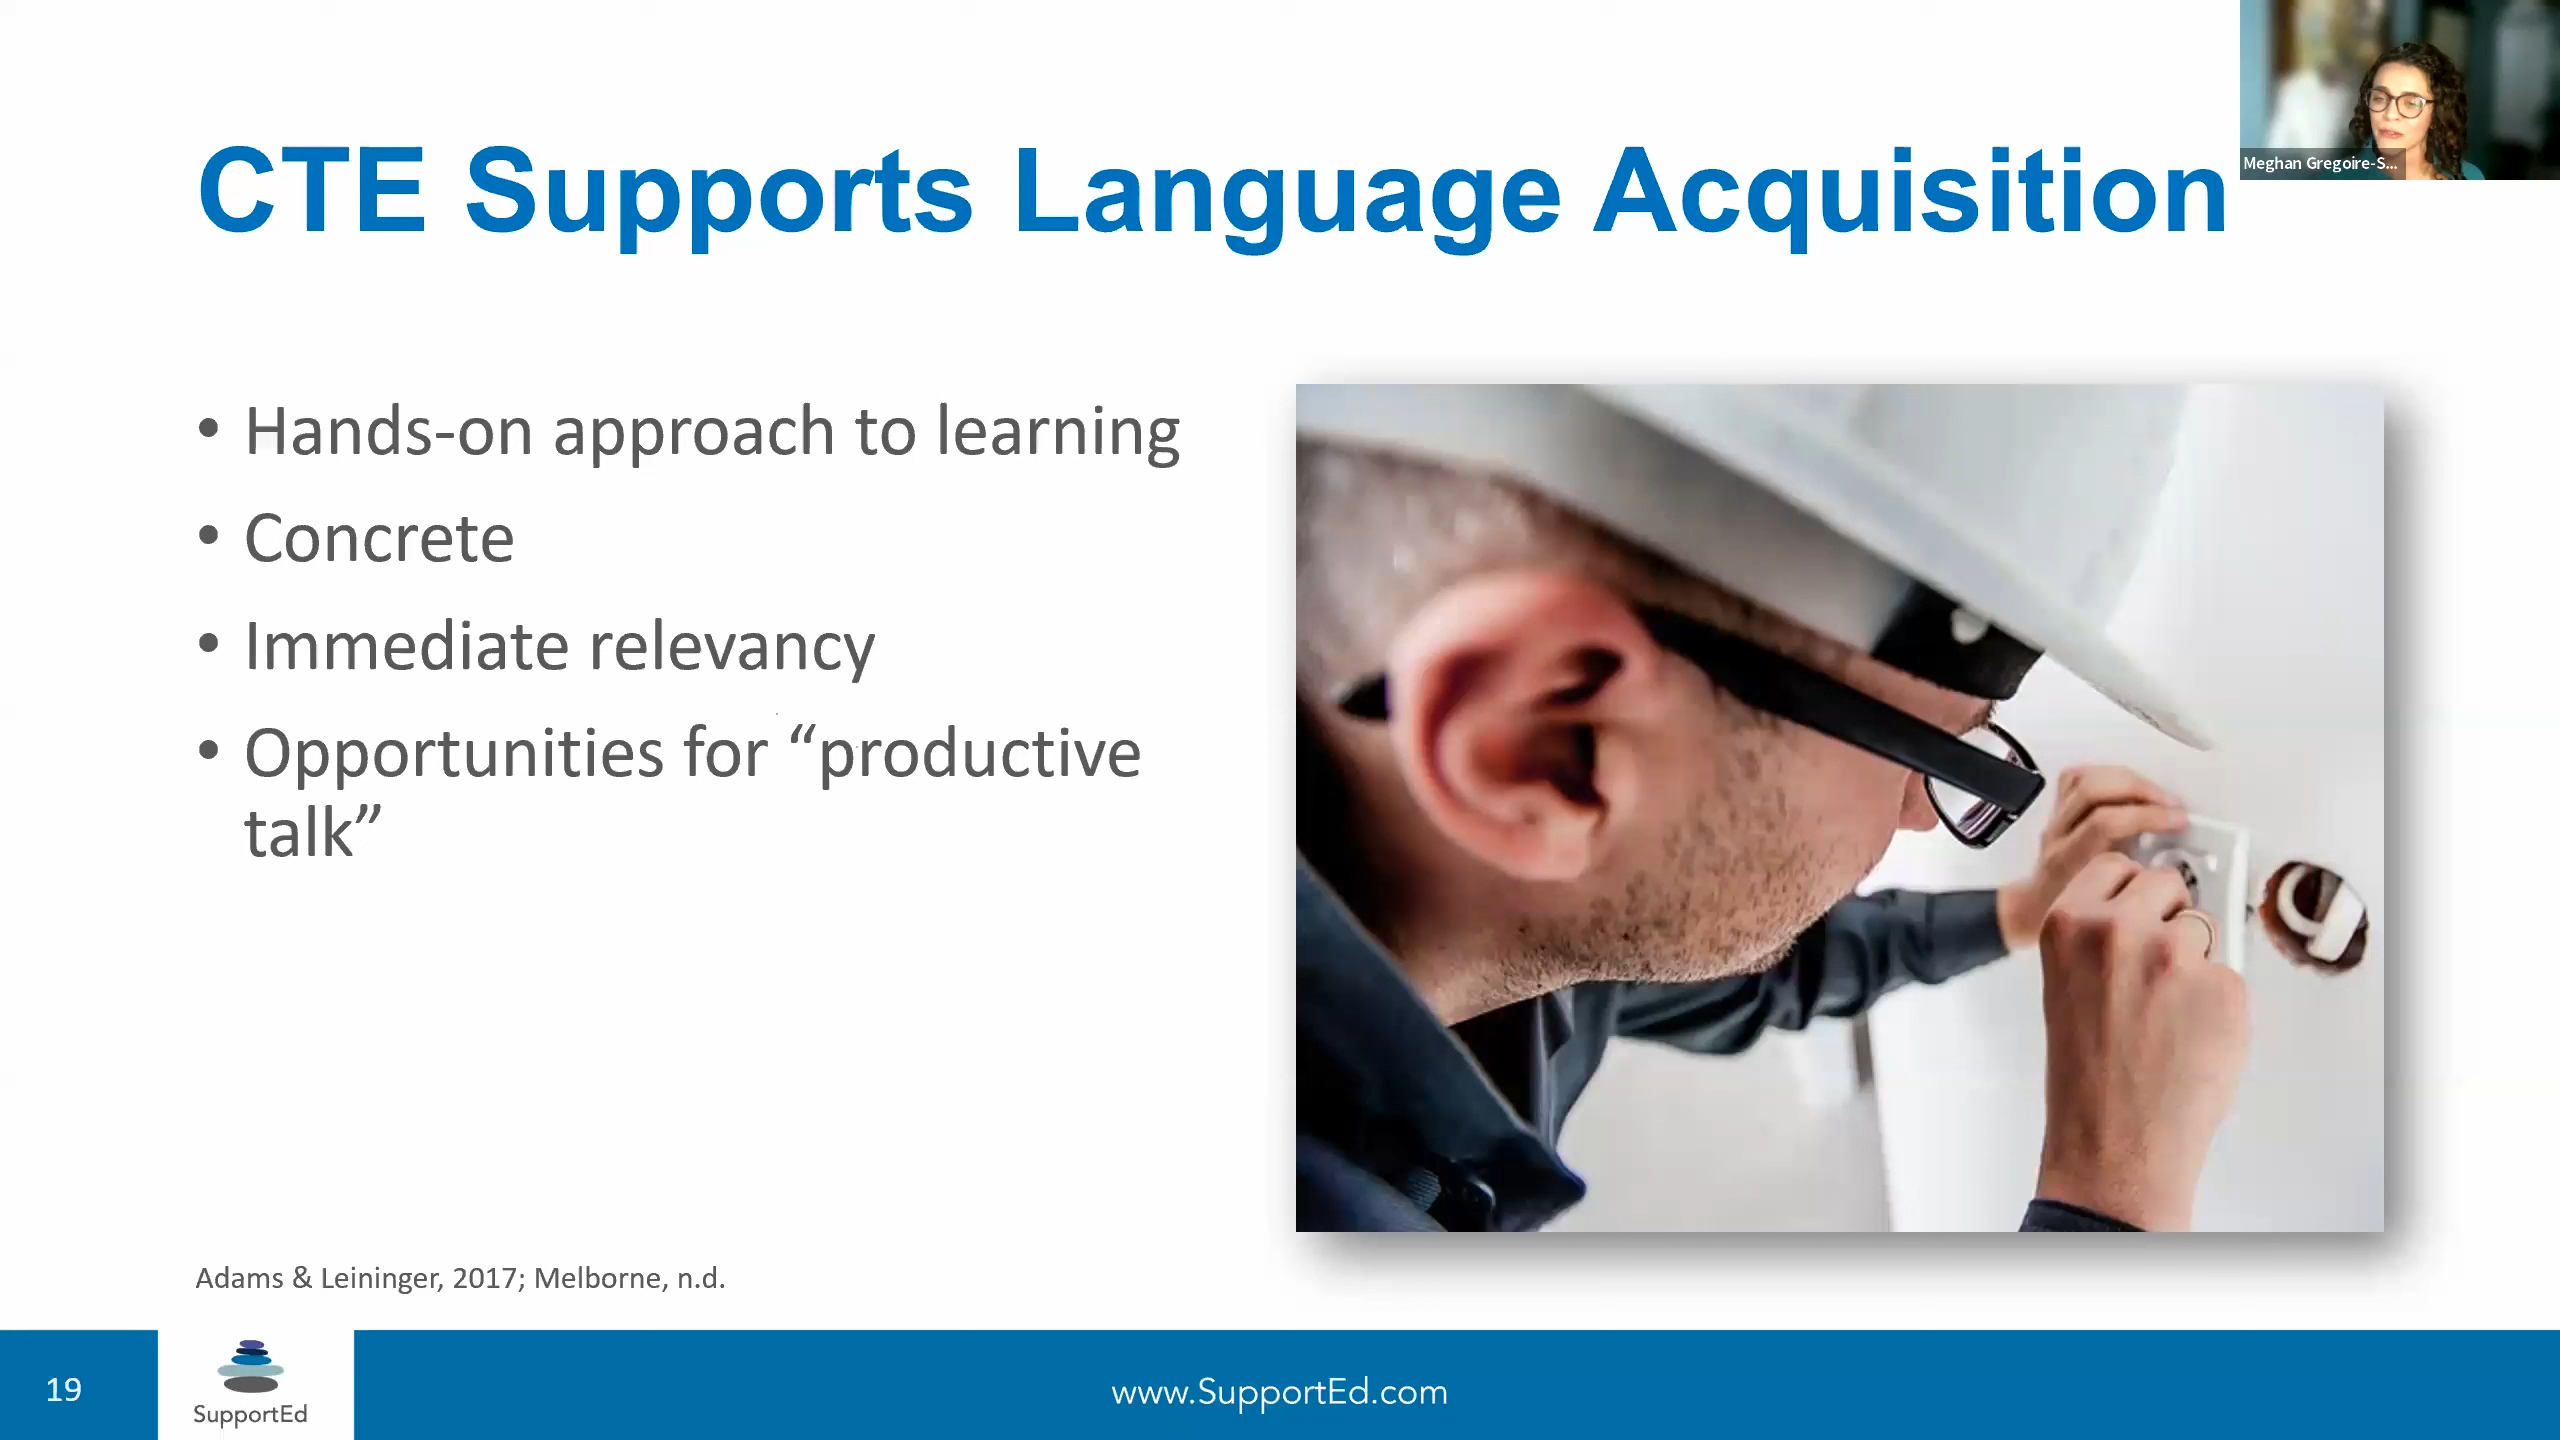 Meghan Gregoire-S...
CTE Supports Language Acquisition
• Hands-on approach to learning
• Concrete
• Immediate relevancy
• Opportunities for “productive
talk”
Adams & Leininger, 2017; Melborne, n.d.
19
SupportEd
www.SupportEd.com